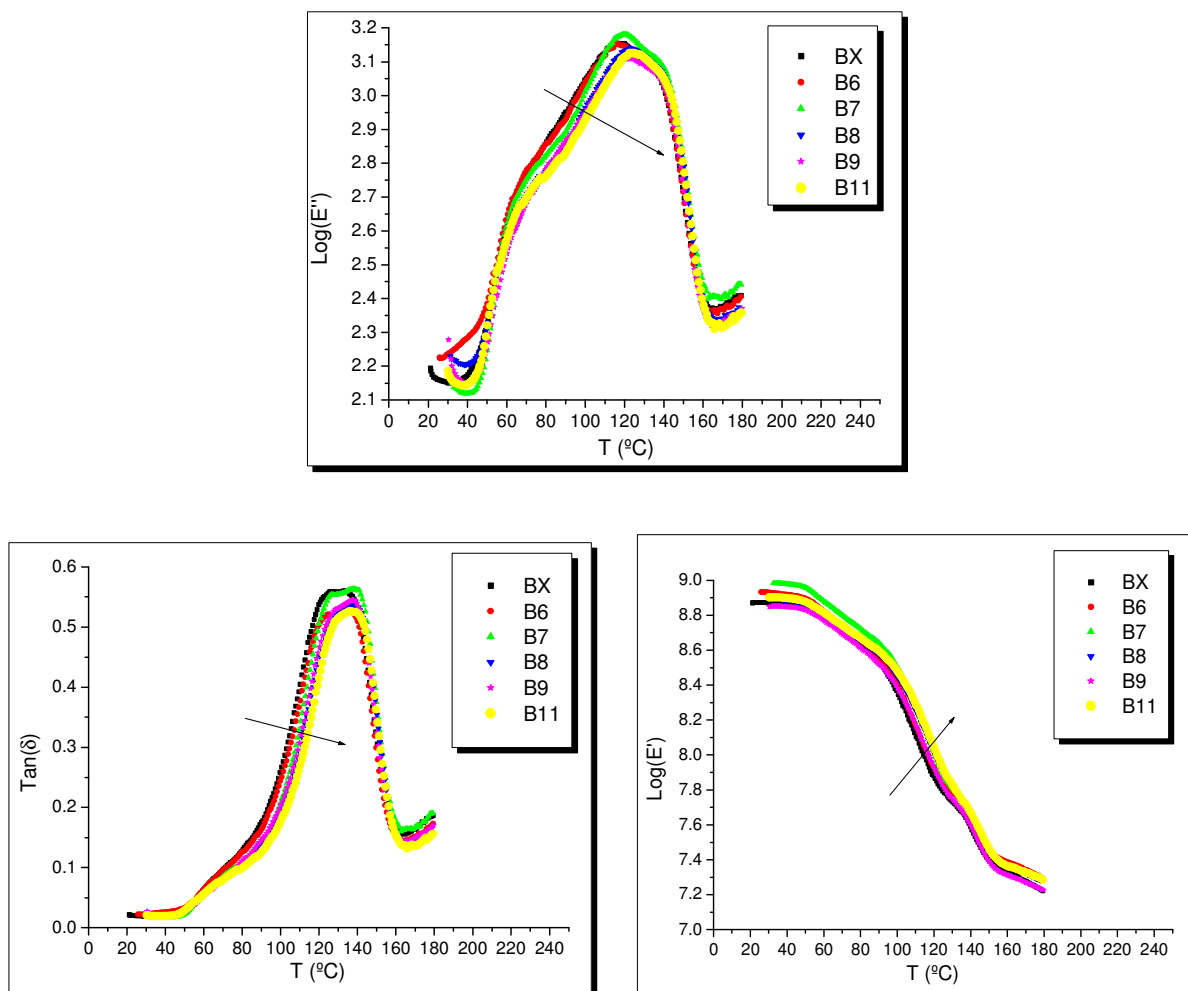 3.2
3.1
3.0
2.9
2.8
2.7
2.6
2.5
2.4
2.3
2.2
2.1
Log(E'')
0 20 40 60 80 100 120 140 160 180 200 220 240
T (ºC)
BX
B6
B7
B8
B9
B11
0.6
0.5
0.4
0.3
0.2
0.1
0.0
Tan(δ)
0 20 40 60 80 100 120 140 160 180 200 220 240
T (ºC)
BX
B6
B7
B8
B9
B11
9.0
8.8
8.6
8.4
8.2
8.0
7.8
7.6
7.4
7.2
7.0
Log(E')
0 20 40 60 80 100 120 140 160 180 200 220 240
T (ºC)
BX
B6
B7
B8
B9
B11